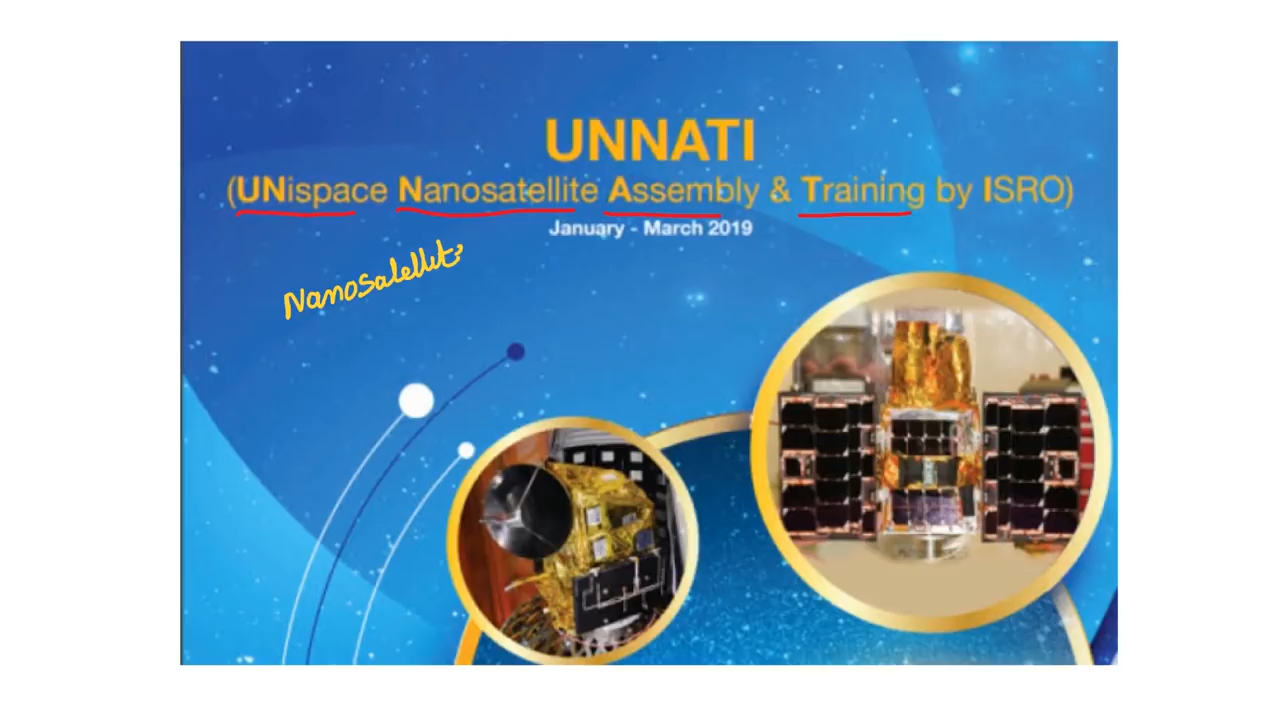 UNNATI
(UNispace Nanosatellite Assembly & Training by ISRO)
January - March 2019
Nanosatellite